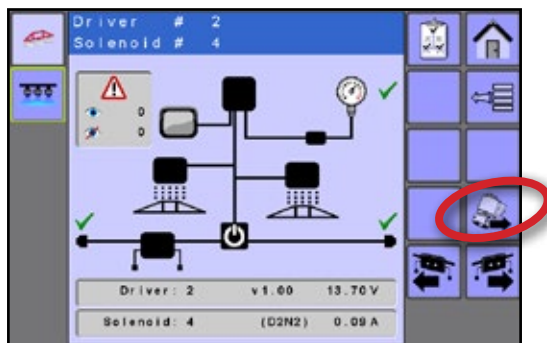 Driver # 2
Solenoid # 4
0
0
Driver: 2 v1.00 13.70V
Solenoid: 4 (D2N2) 0.09A